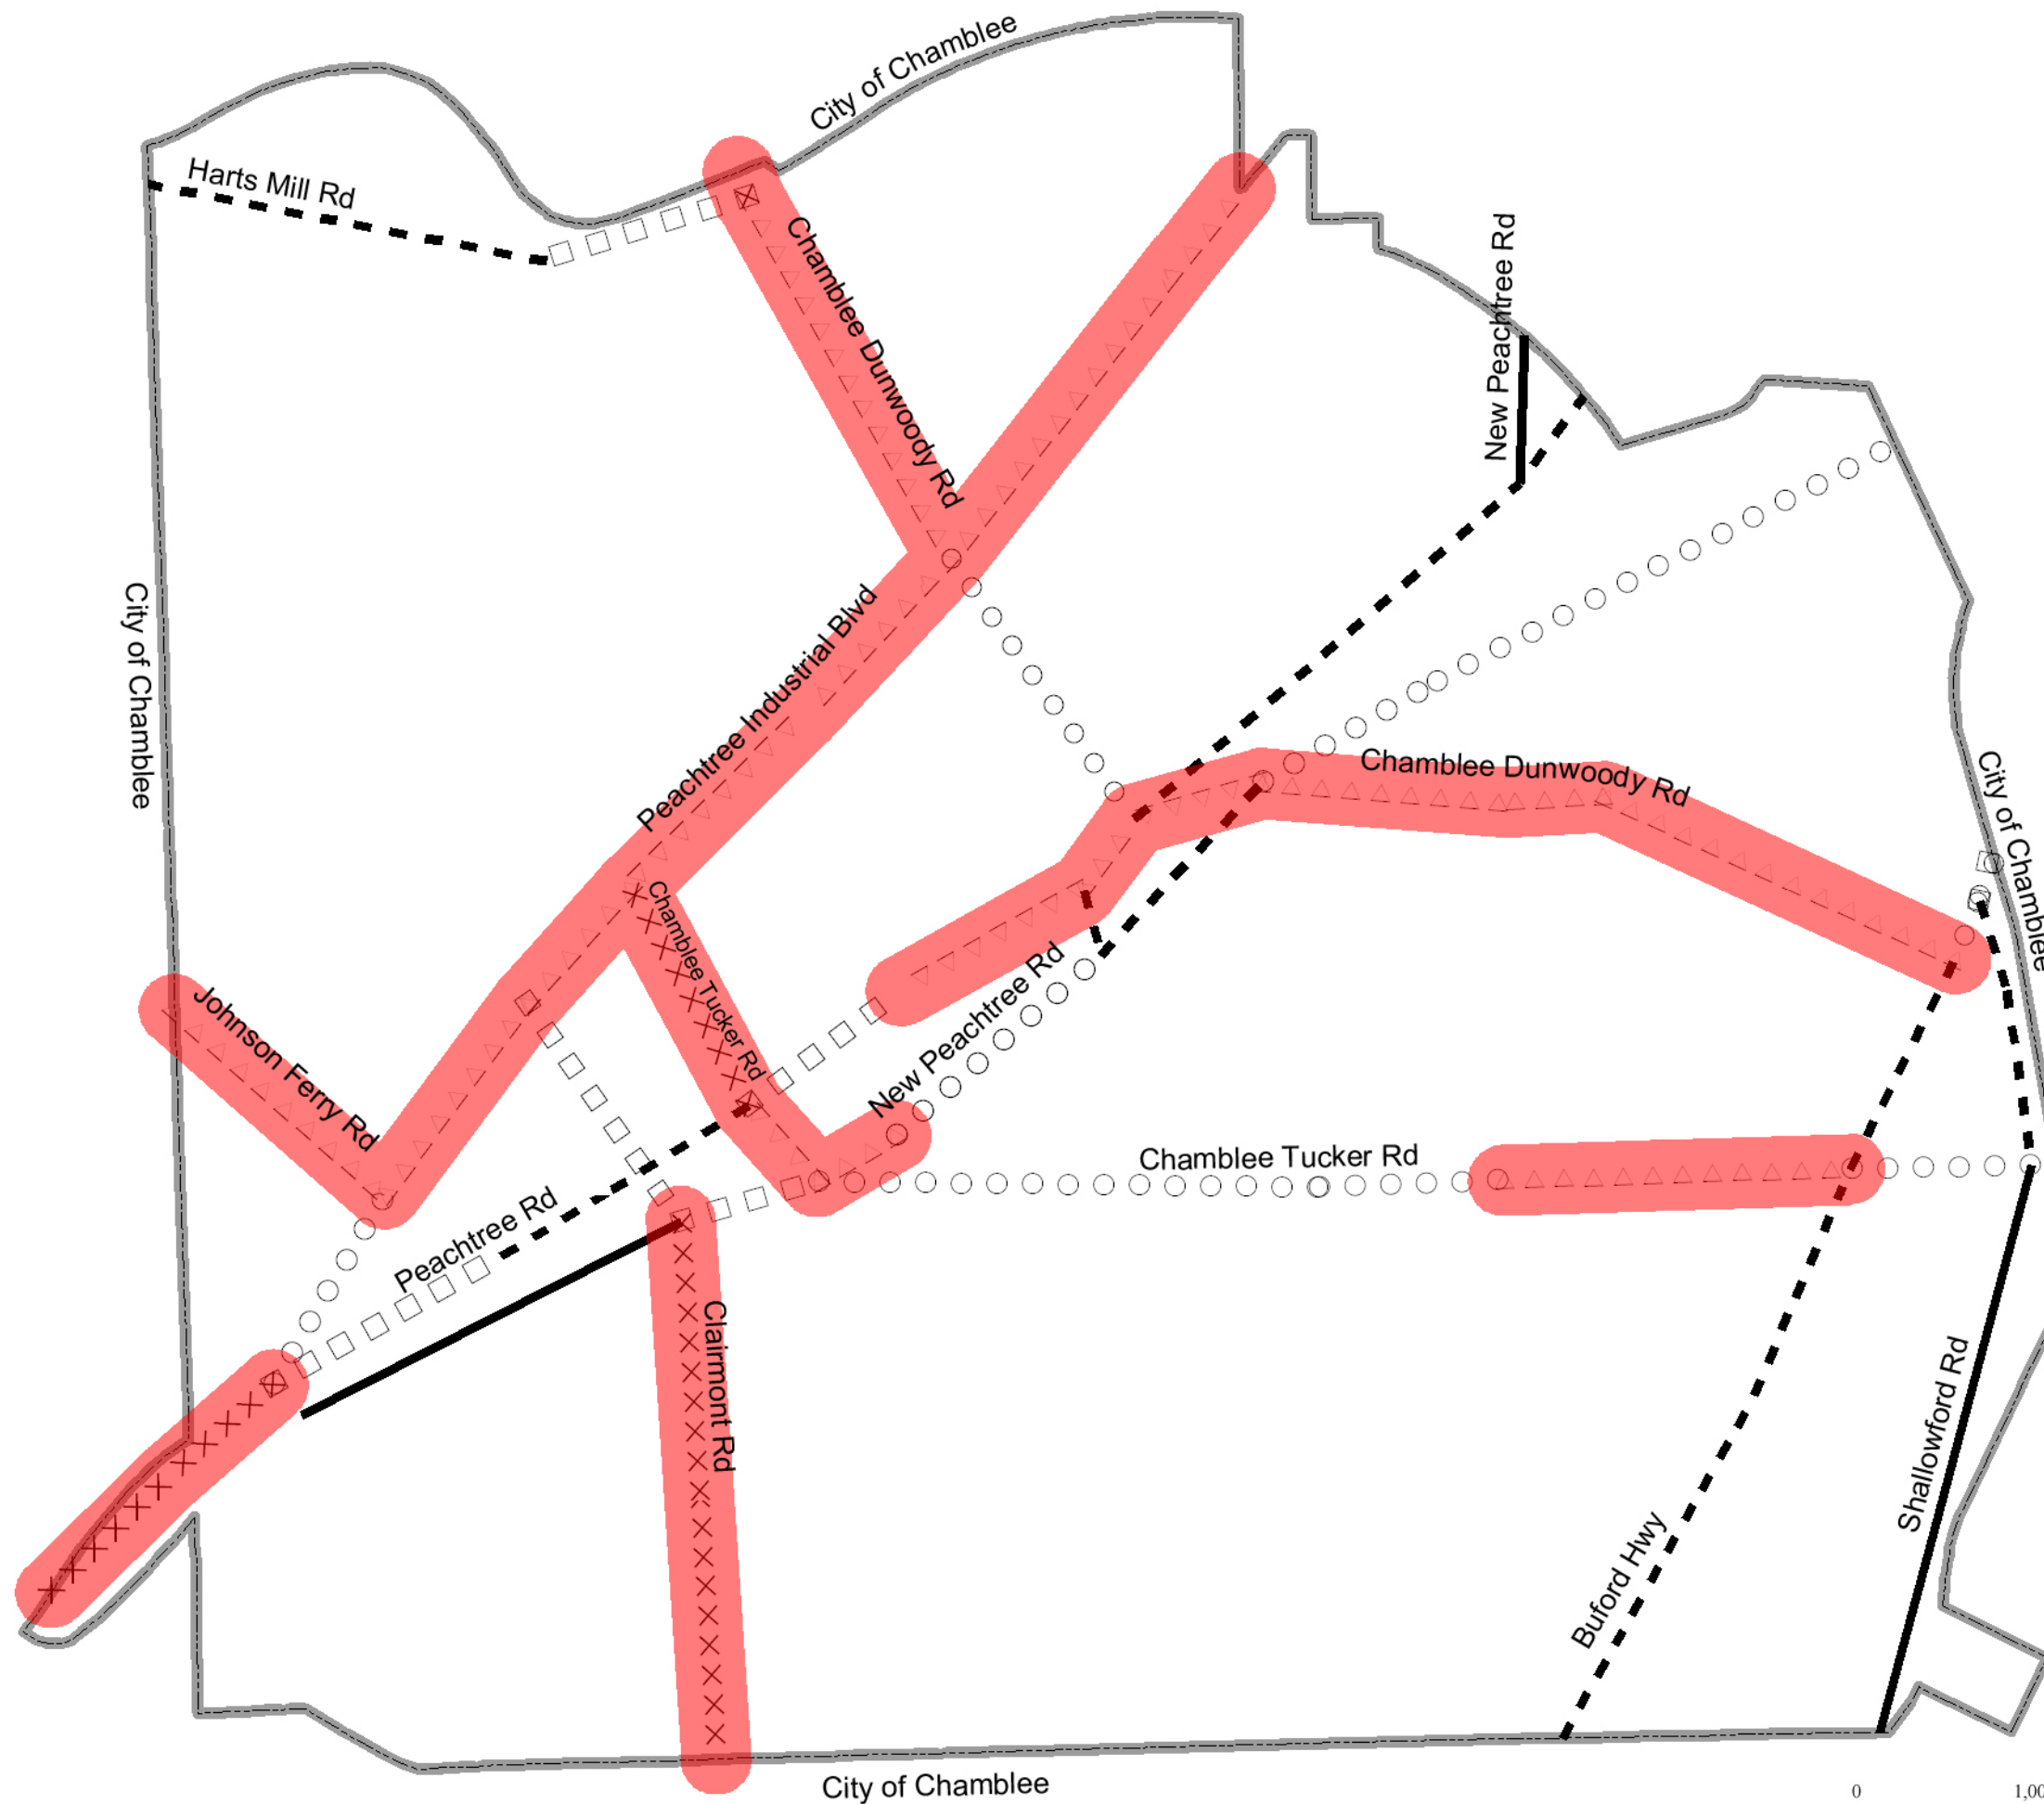 City of Chamblee
Harts Mill Rd
Chamblee Dunwoody Rd
New Peachtree Rd
City of Chamblee
Peachtree Industrial Blvd
Chamblee Dunwoody Rd
City of Chamblee
Chamblee Tucker Rd
New Peachtree Rd
Johnson Ferry Rd
Chamblee Tucker Rd
Peachtree Rd
Clairmont Rd
Shallowford Rd
Buford Hwy
City of Chamblee
0 1,00